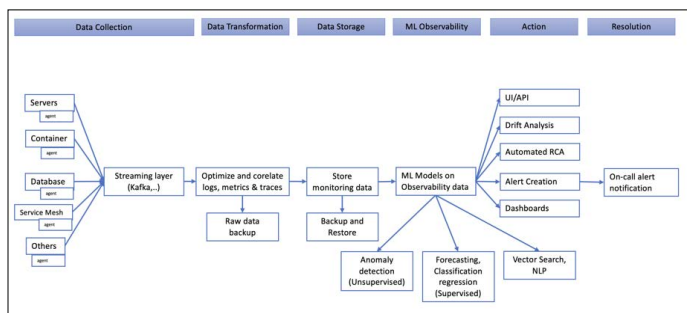 Data Collection
Data Transformation
Data Storage
ML Observability
Action
Resolution
Servers
agent
Container
agent
Database
agent
Service Mesh
agent
Others
agent
Streaming layer
(Kafka,..)
Optimize and corelate
logs, metrics & traces
Raw data
backup
Store
monitoring data
Backup and
Restore
ML Models on
Observability data
Anomaly
detection
(Unsupervised)
Forecasting,
Classification
regression
(Supervised)
Vector Search,
NLP
UI/API
Drift Analysis
Automated RCA
Alert Creation
Dashboards
On-call alert
notification